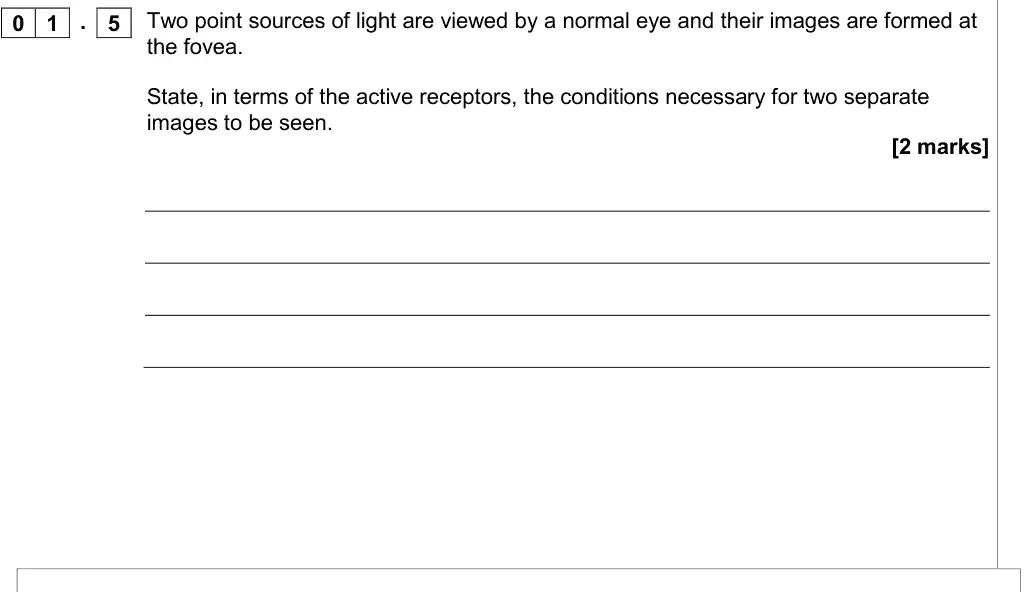 0 1 . 5 Two point sources of light are viewed by a normal eye and their images are formed at
the fovea.
State, in terms of the active receptors, the conditions necessary for two separate
images to be seen.
[2 marks]